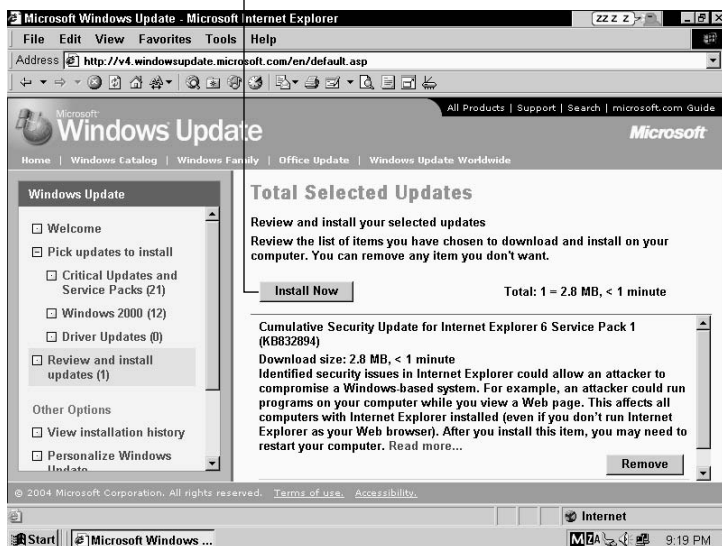 Microsoft Windows Update - Microsoft Internet Explorer
zz z z
File Edit View Favorites Tools Help
Address http://v4.windowsupdate.microsoft.com/en/default.asp
All Products | Support | Search | microsoft.com Guide
Microsoft
Windows Update
Microsoft
Home | Windows Catalog | Windows Family | Office Update | Windows Update Worldwide
Windows Update
Welcome
Pick updates to install
Critical Updates and
Service Packs (21)
Windows 2000 (12)
Driver Updates (0)
Review and install
updates (1)
Other Options
View installation history
Personalize Windows
Update
Total Selected Updates
Review and install your selected updates
Review the list of items you have chosen to download and install on your
computer. You can remove any item you don't want.
Install Now
Total: 1 = 2.8 MB, < 1 minute
Cumulative Security Update for Internet Explorer 6 Service Pack 1
(KB832894)
Download size: 2.8 MB, < 1 minute
Identified security issues in Internet Explorer could allow an attacker to
compromise a Windows-based system. For example, an attacker could run
programs on your computer while you view a Web page. This affects all
computers with Internet Explorer installed (even if you don't run Internet
Explorer as your Web browser). After you install this item, you may need to
restart your computer. Read more...
Remove
© 2004 Microsoft Corporation. All rights reserved. Terms of use. Accessibility.
Internet
Start
Microsoft Windows ...
9:19 PM